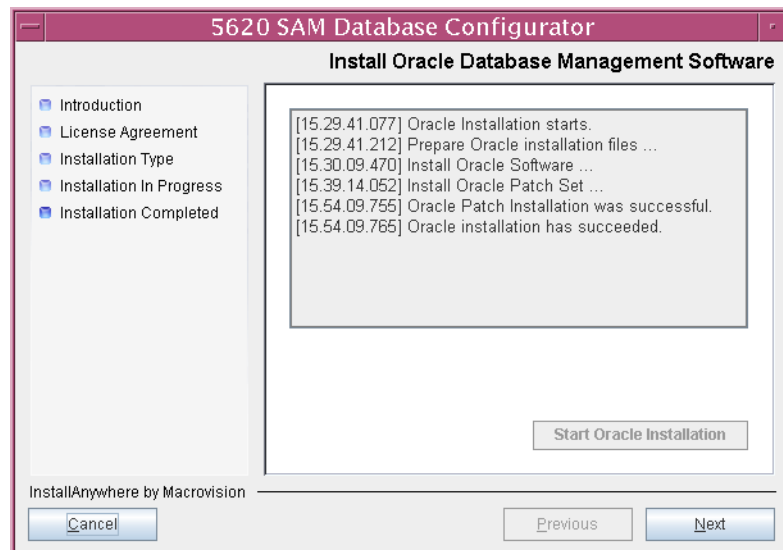 5620 SAM Database Configurator
Install Oracle Database Management Software
Introduction
License Agreement
Installation Type
Installation In Progress
Installation Completed
[15.29.41.077] Oracle Installation starts.
[15.29.41.212] Prepare Oracle installation files ...
[15.30.09.470] Install Oracle Software ...
[15.39.14.052] Install Oracle Patch Set ...
[15.54.09.755] Oracle Patch Installation was successful.
[15.54.09.765] Oracle installation has succeeded.
Start Oracle Installation
InstallAnywhere by Macrovision
Cancel
Previous
Next